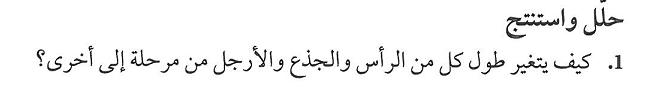 حلّل واستنتج
1. كيف يتغير طول كل من الرأس والجذع والأرجل من مرحلة إلى أخرى؟